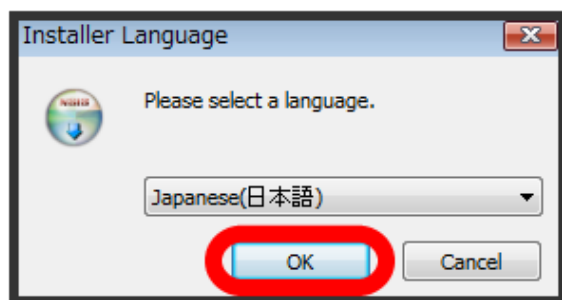 Installer Language
Please select a language.
Japanese(日本語)
OK
Cancel